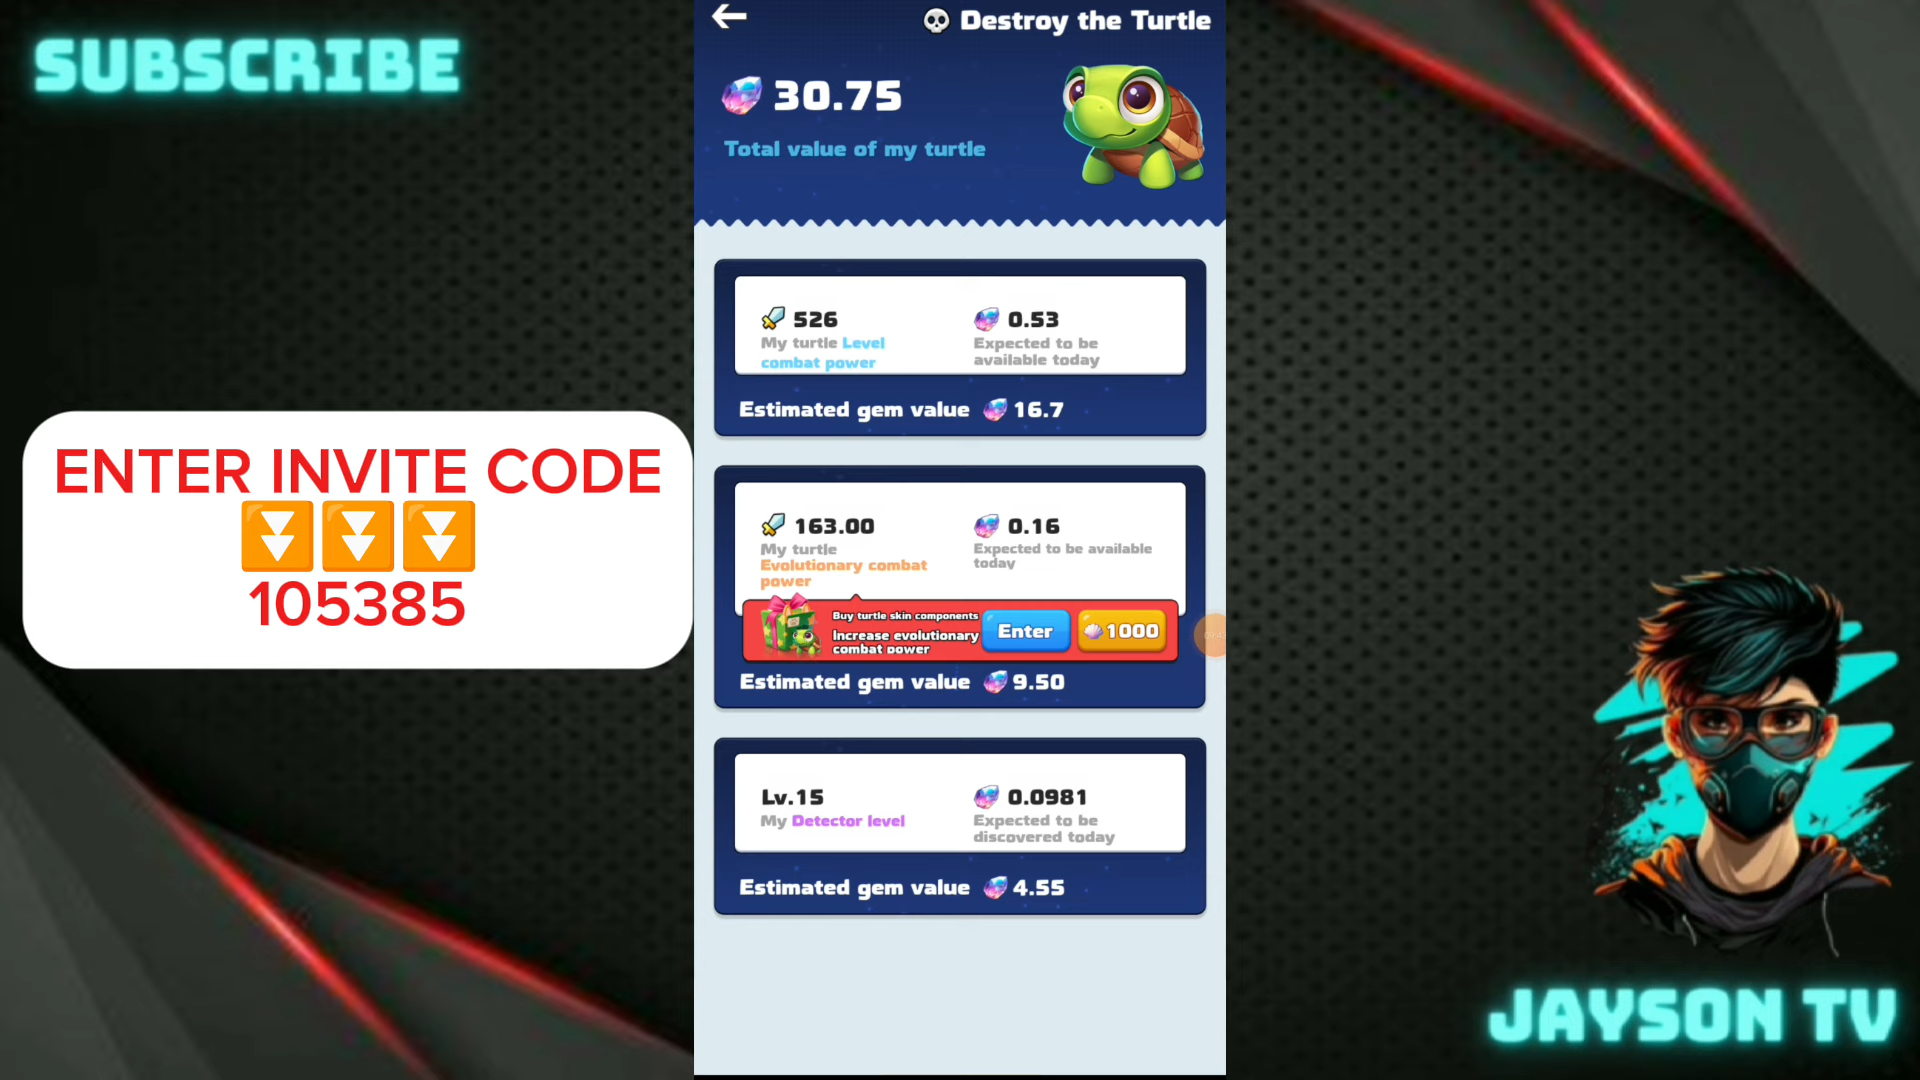 SUBSCRIBE
Destroy the Turtle
30.75
Total value of my turtle
526
My turtle Level
combat power
0.53
Expected to be
available today
Estimated gem value 16.7
ENTER INVITE CODE
105385
163.00
My turtle
Evolutionary combat
power
0.16
Expected to be available
today
Buy turtle skin components
Increase evolutionary
combat power
Enter
1000
Estimated gem value 9.50
Lv.15
My Detector level
0.0981
Expected to be
discovered today
Estimated gem value 4.55
JAYSON TV